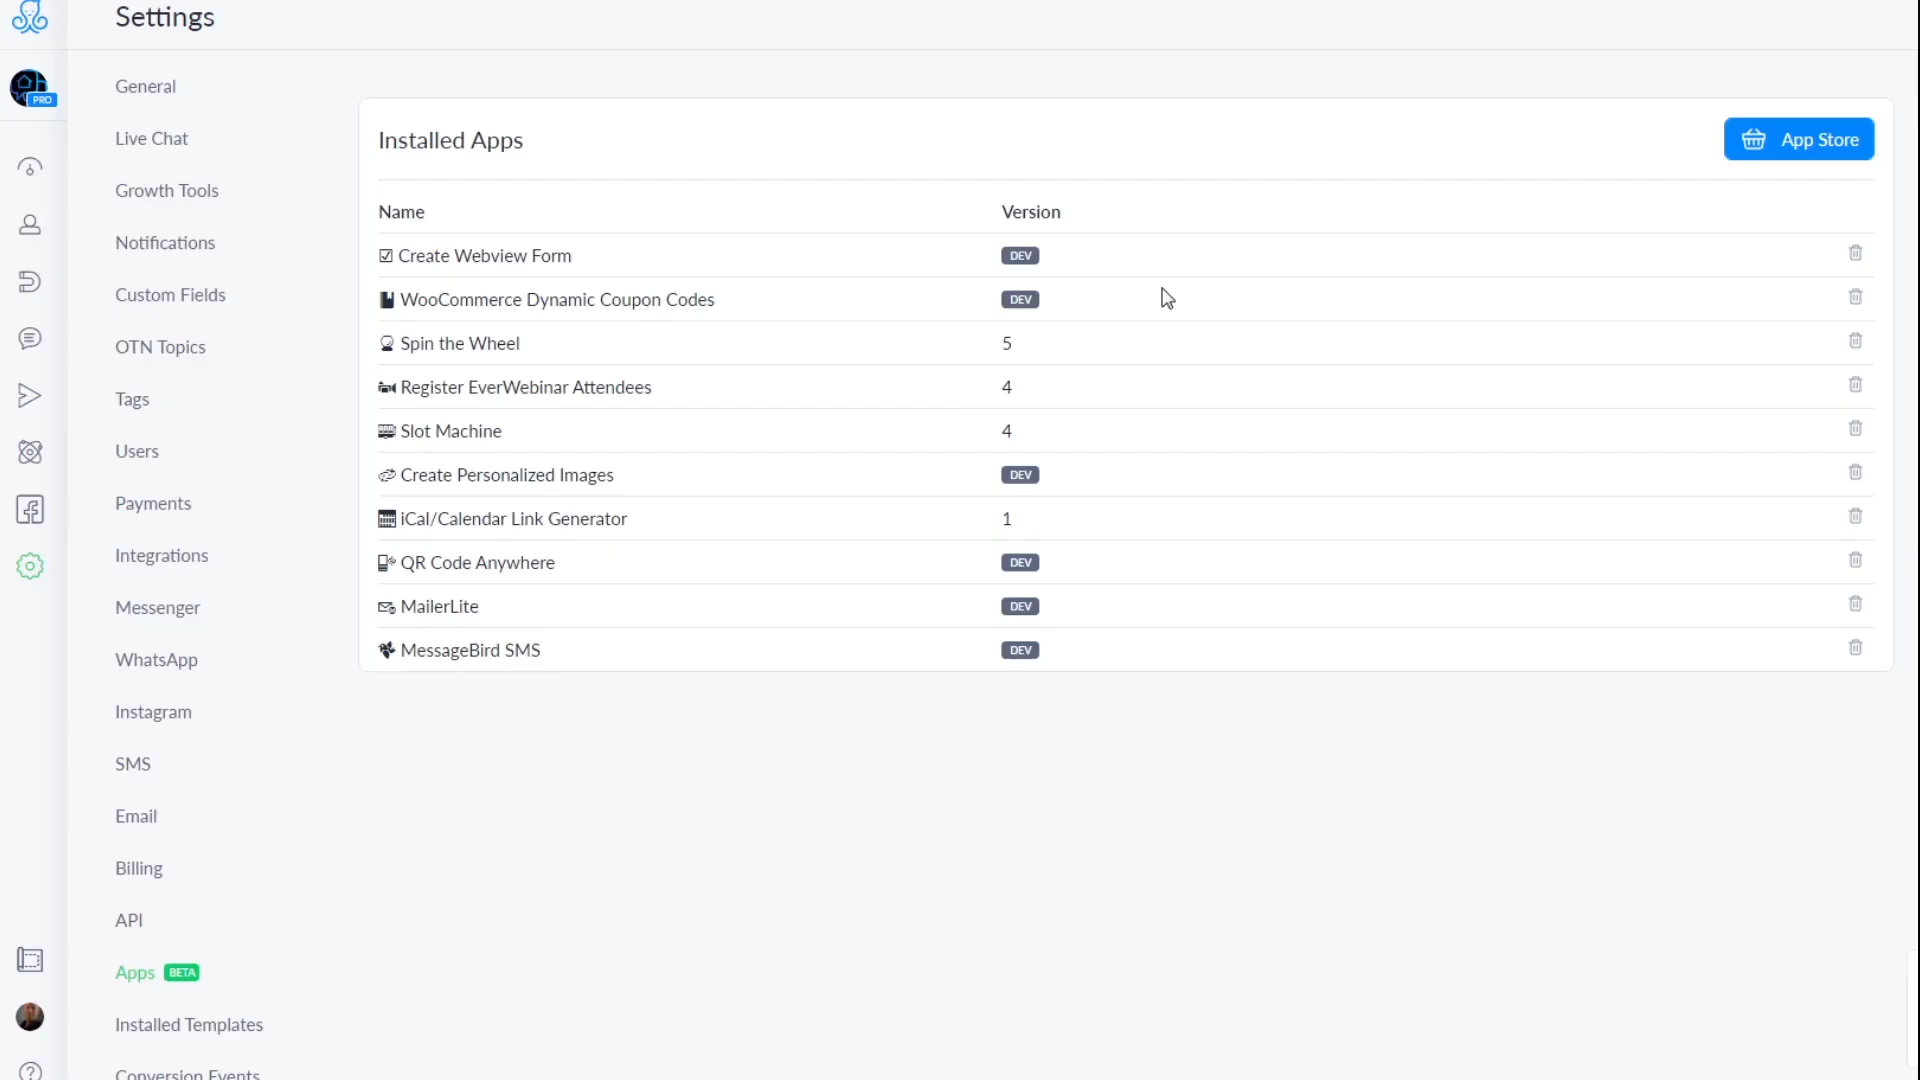 Settings
PRO
General
Live Chat
Growth Tools
Notifications
Custom Fields
OTN Topics
Tags
Users
Payments
Integrations
Messenger
WhatsApp
Instagram
SMS
Email
Billing
API
Apps BETA
Installed Templates
Conversion Events
Installed Apps
App Store
Name Version
Create Webview Form DEV
WooCommerce Dynamic Coupon Codes DEV
Spin the Wheel 5
Register EverWebinar Attendees 4
Slot Machine 4
Create Personalized Images DEV
iCal/Calendar Link Generator 1
QR Code Anywhere DEV
MailerLite DEV
MessageBird SMS DEV